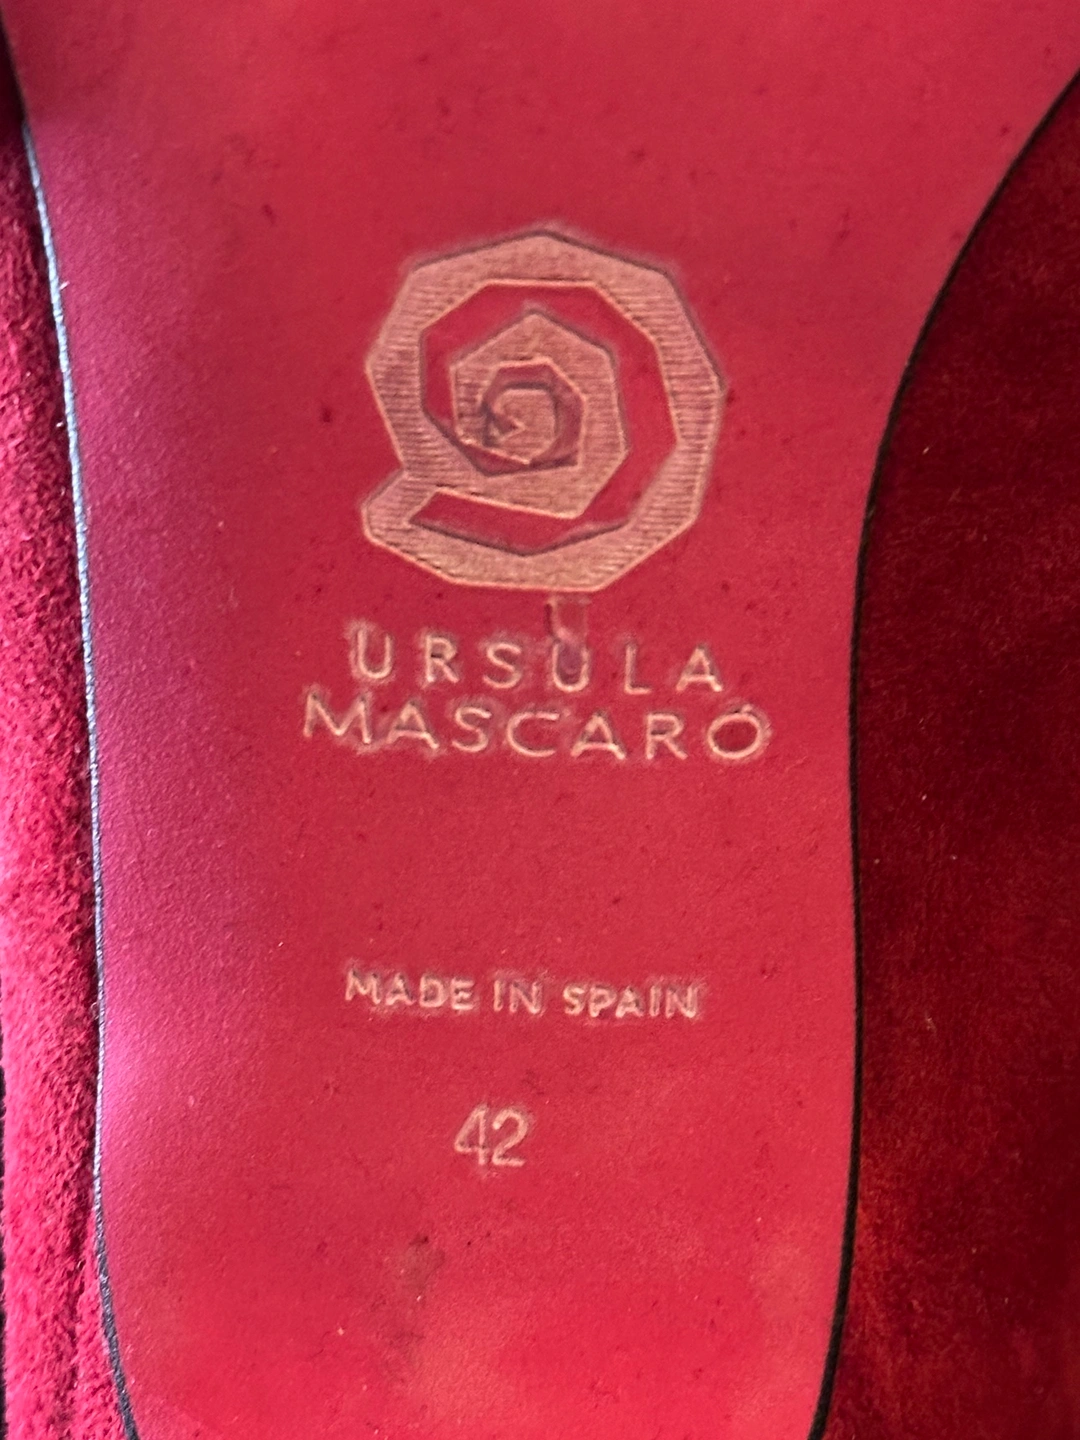 URSULA
MASCARÓ
MADE IN SPAIN
42